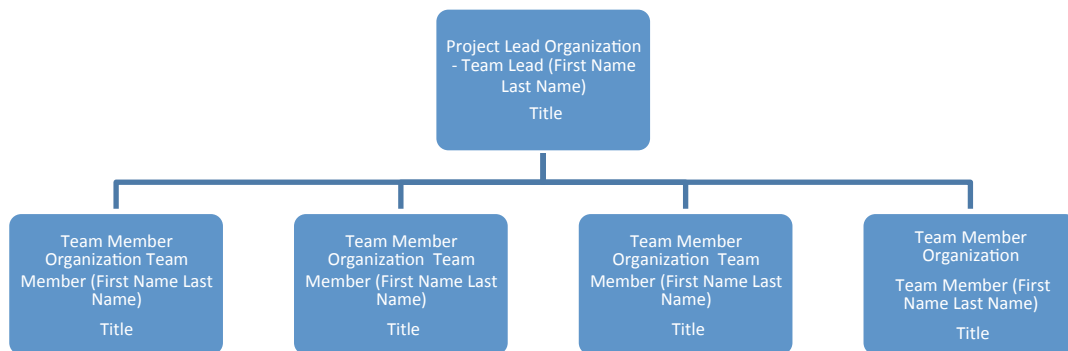 Project Lead Organization
- Team Lead (First Name
Last Name)
Title
Team Member
Organization Team
Member (First Name Last
Name)
Title
Team Member
Organization  Team
Member (First Name Last
Name)
Title
Team Member
Organization  Team
Member (First Name Last
Name)
Title
Team Member
Organization
Team Member (First
Name Last Name)
Title